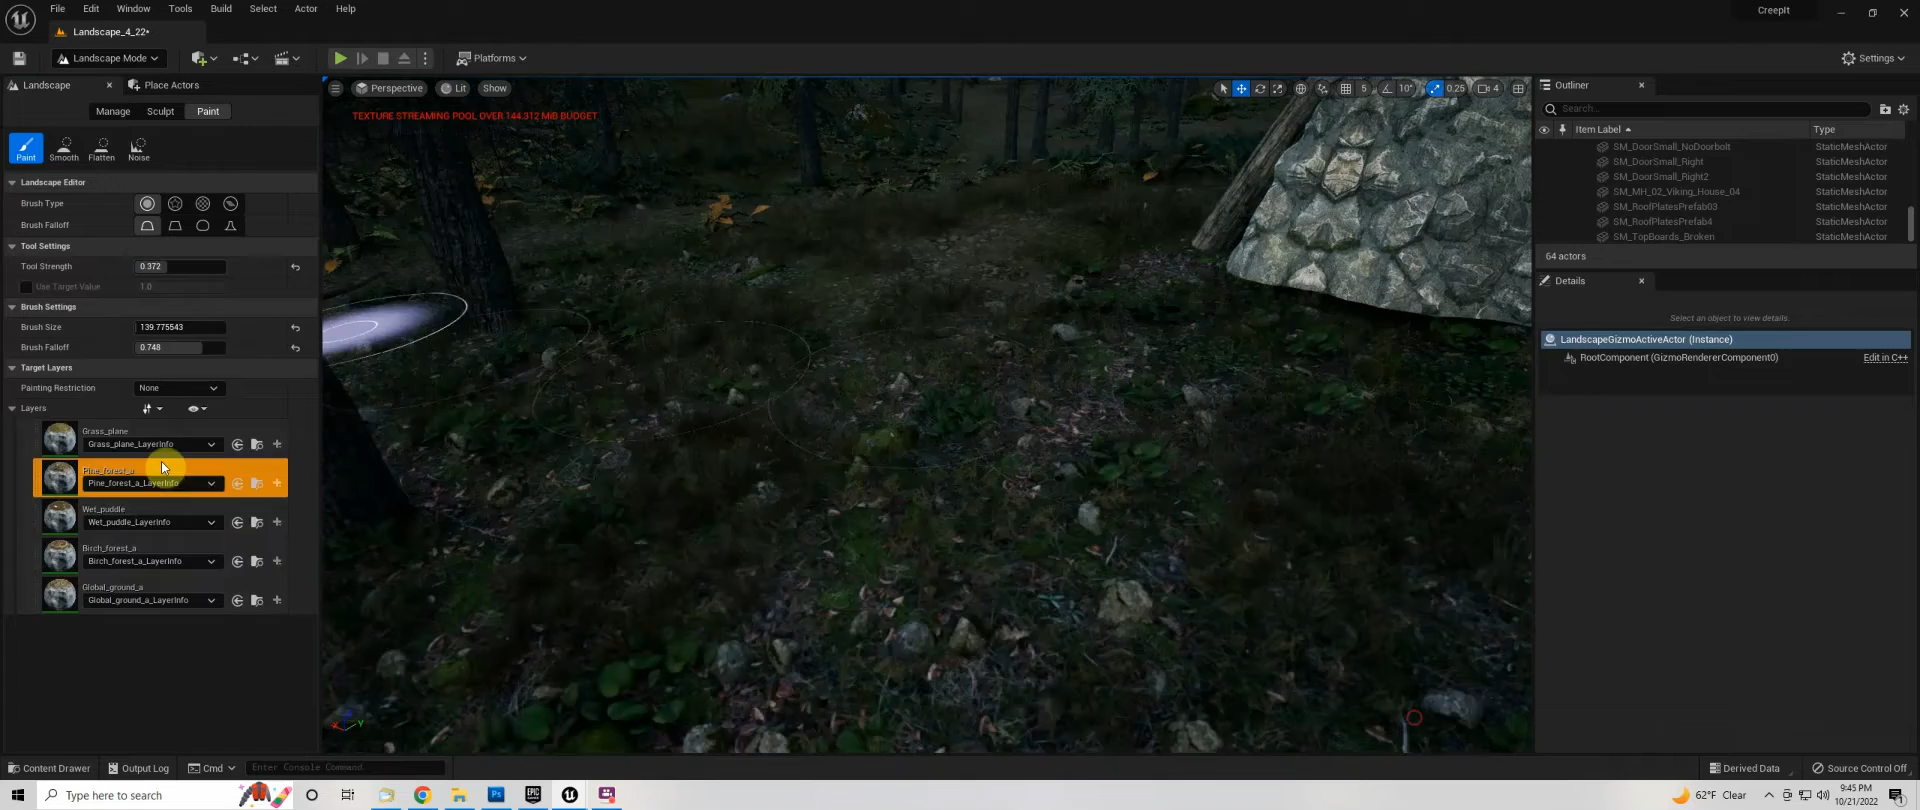 File Edit Window Tools Build Select Actor Help
CreepIt
Landscape_4_22•
Landscape Mode
Platforms
Settings
Landscape
Place Actors
Manage Sculpt Paint
Paint Smooth Flatten Noise
Landscape Editor
Brush Type
Brush Falloff
Tool Settings
Tool Strength 0.372
Use Target Value 1.0
Brush Settings
Brush Size 139.775543
Brush Falloff 0.748
Target Layers
Painting Restriction None
Layers
Grass_plane
Grass_plane_LayerInfo
Pine_forest_a
Pine_forest_a_LayerInfo
Wet_puddle
Wet_puddle_LayerInfo
Birch_forest_a
Birch_forest_a_LayerInfo
Global_ground_a
Global_ground_a_LayerInfo
Perspective Lit Show
5 10° 0.25 4
TEXTURE STREAMING POOL OVER 144.312 MiB BUDGET
Outliner
Search...
Item Label Type
SM_DoorSmall_NoDoorbolt StaticMeshActor
SM_DoorSmall_Right StaticMeshActor
SM_DoorSmall_Right2 StaticMeshActor
SM_MH_02_Viking_House_04 StaticMeshActor
SM_RoofPlatesPrefab03 StaticMeshActor
SM_RoofPlatesPrefab4 StaticMeshActor
SM_TopBoards_Broken StaticMeshActor
64 actors
Details
Select an object to view details.
LandscapeGizmoActiveActor (Instance)
RootComponent (GizmoRendererComponent0) Edit in C++
Content Drawer Output Log Cmd Enter Console Command
Derived Data Source Control Off
Type here to search
62°F Clear
9:45 PM
10/21/2022